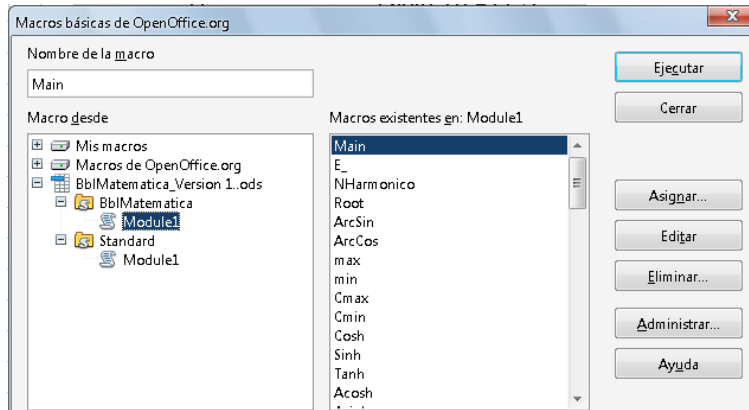 Macros básicas de OpenOffice.org
Nombre de la macro
Main
Macro desde
Mis macros
Macros de OpenOffice.org
BblMatematica_Version 1..ods
BblMatematica
Module1
Standard
Module1
Macros existentes en: Module1
Main
E_
NHarmonico
Root
ArcSin
ArcCos
max
min
Cmax
Cmin
Cosh
Sinh
Tanh
Acosh
Ejecutar
Cerrar
Asignar...
Editar
Eliminar...
Administrar...
Ayuda